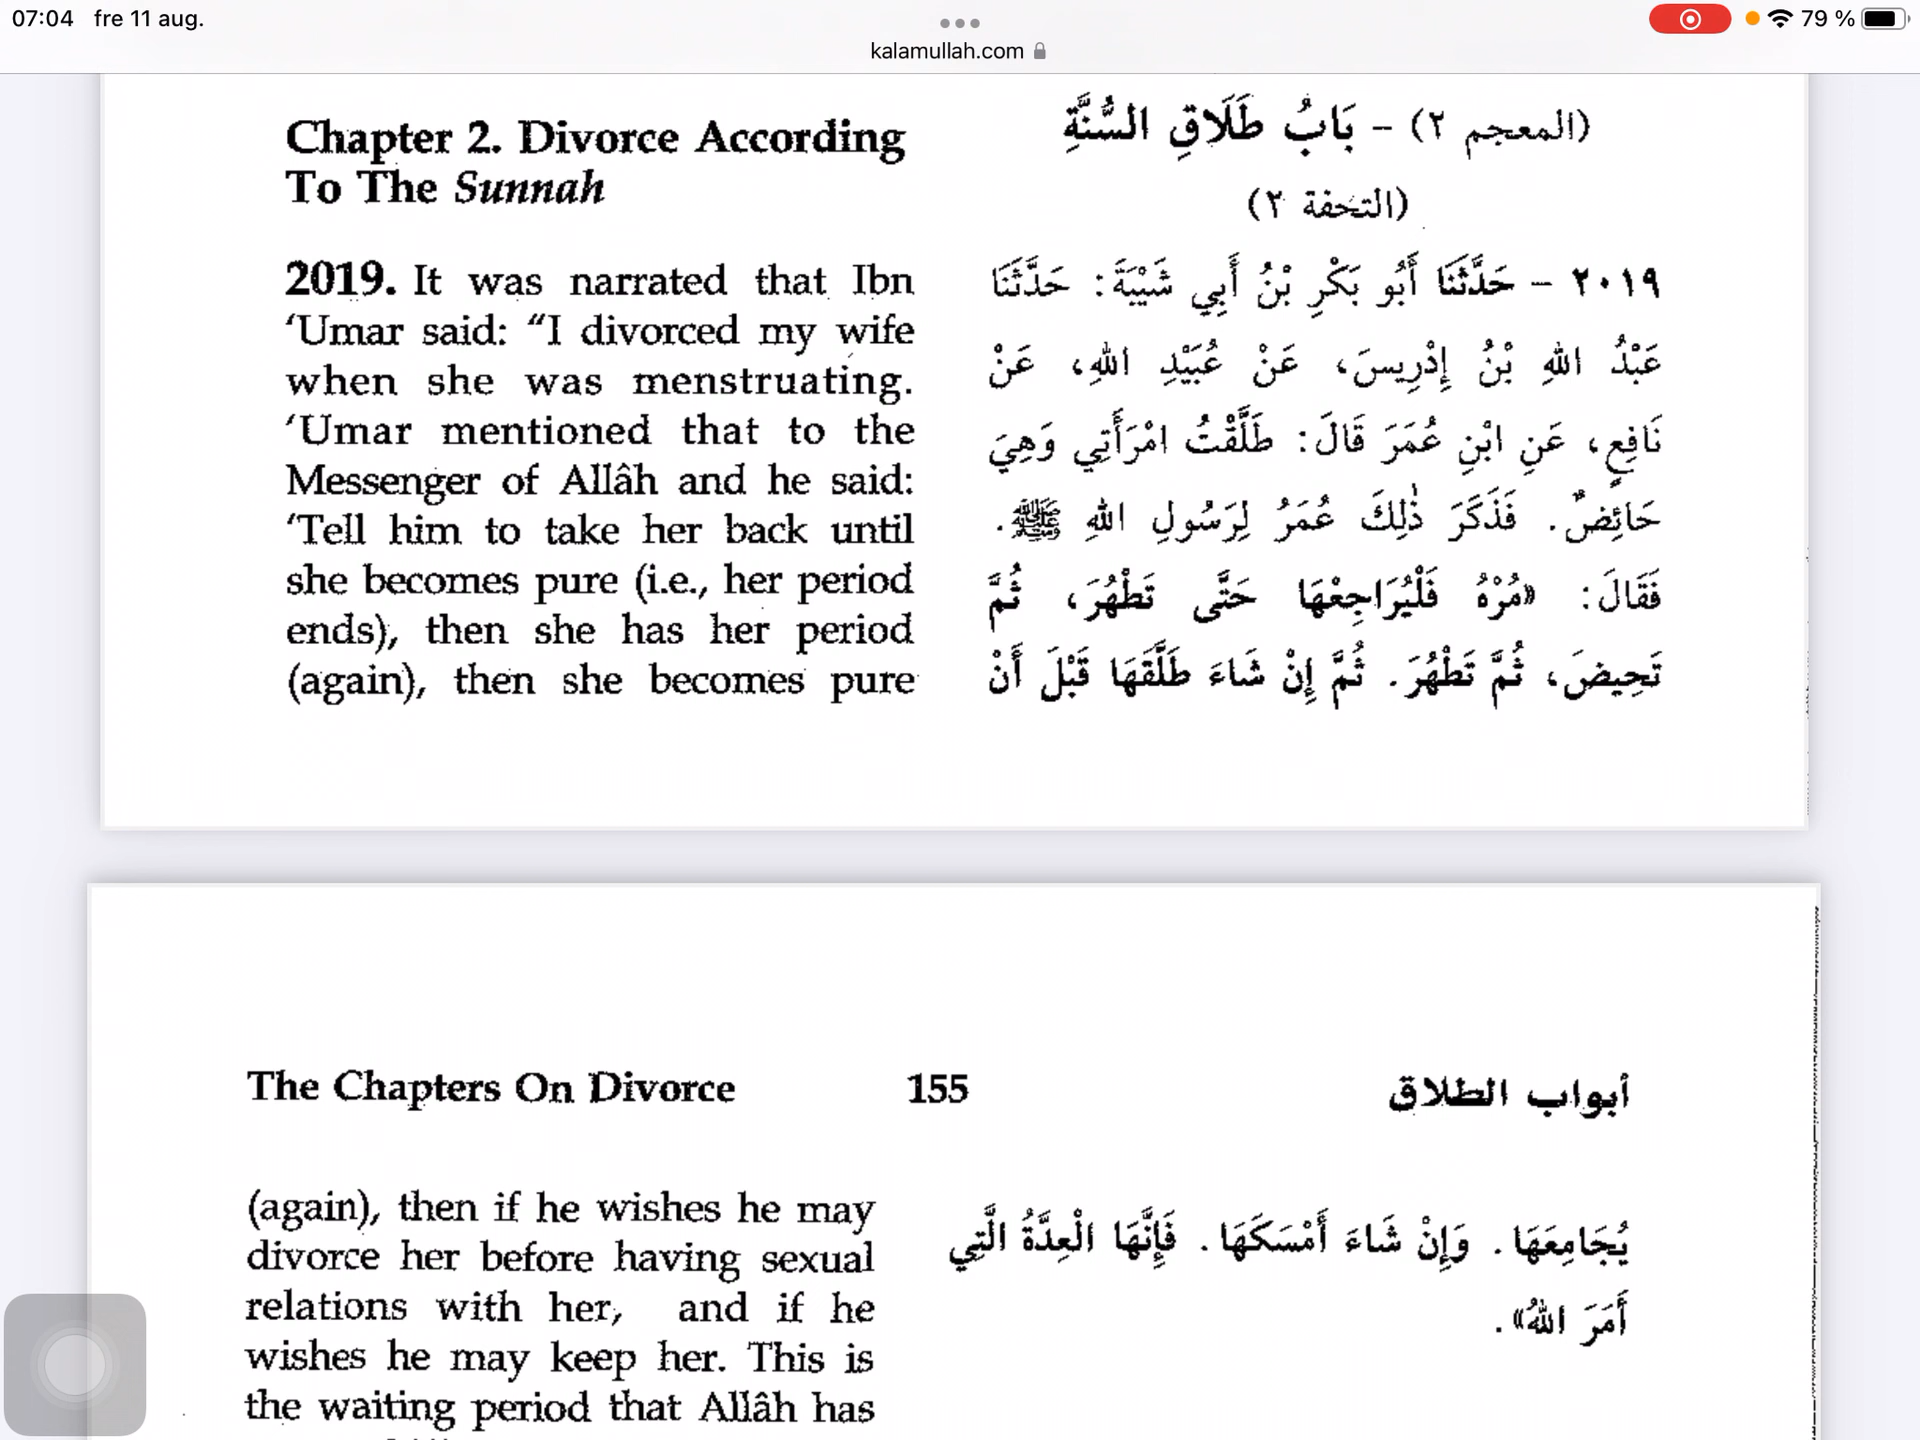 07:04 fre 11 aug.
79 %
kalamullah.com
Chapter 2. Divorce According
To The Sunnah
(المعجم ٢) - بَابُ طَلَاقِ السُّنَّةِ
(التحفة ٢)
2019. It was narrated that Ibn
‘Umar said: “I divorced my wife
when she was menstruating.
‘Umar mentioned that to the
Messenger of Allâh and he said:
‘Tell him to take her back until
she becomes pure (i.e., her period
ends), then she has her period
(again), then she becomes pure
٢٠١٩ - حَدَّثَنَا أَبُو بَكْرِ بْنُ أَبِي شَيْبَةَ: حَدَّثَنَا
عَبْدُ اللهِ بْنُ إِدْرِيسَ، عَنْ عُبَيْدِ اللهِ، عَنْ
نَافِعٍ، عَنِ ابْنِ عُمَرَ قَالَ: طَلَّقْتُ امْرَأَتِي وَهِيَ
حَائِضٌ. فَذَكَرَ ذٰلِكَ عُمَرُ لِرَسُولِ اللهِ ﷺ.
فَقَالَ: «مُرْهُ فَلْيُرَاجِعْهَا حَتَّى تَطْهُرَ، ثُمَّ
تَحِيضَ، ثُمَّ تَطْهُرَ. ثُمَّ إِنْ شَاءَ طَلَّقَهَا قَبْلَ أَنْ
The Chapters On Divorce 155 أبواب الطلاق
(again), then if he wishes he may
divorce her before having sexual
relations with her, and if he
wishes he may keep her. This is
the waiting period that Allâh has
يُجَامِعَهَا. وَإِنْ شَاءَ أَمْسَكَهَا. فَإِنَّهَا الْعِدَّةُ الَّتِي
أَمَرَ اللهُ».